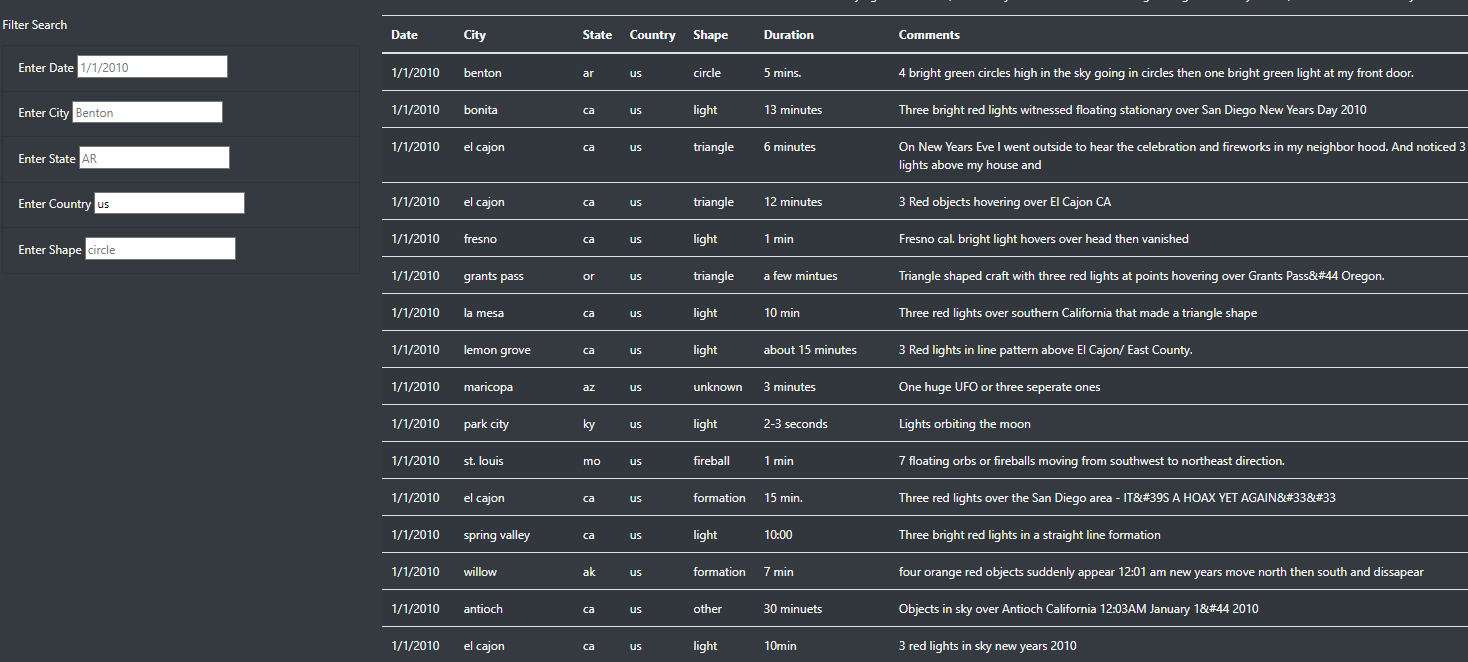 Filter Search
Enter Date 1/1/2010
Enter City Benton
Enter State AR
Enter Country us
Enter Shape circle
Date City State Country Shape Duration Comments
1/1/2010 benton ar us circle 5 mins. 4 bright green circles high in the sky going in circles then one bright green light at my front door.
1/1/2010 bonita ca us light 13 minutes Three bright red lights witnessed floating stationary over San Diego New Years Day 2010
1/1/2010 el cajon ca us triangle 6 minutes On New Years Eve I went outside to hear the celebration and fireworks in my neighbor hood. And noticed 3
lights above my house and
1/1/2010 el cajon ca us triangle 12 minutes 3 Red objects hovering over El Cajon CA
1/1/2010 fresno ca us light 1 min Fresno cal. bright light hovers over head then vanished
1/1/2010 grants pass or us triangle a few mintues Triangle shaped craft with three red lights at points hovering over Grants Pass&#44 Oregon.
1/1/2010 la mesa ca us light 10 min Three red lights over southern California that made a triangle shape
1/1/2010 lemon grove ca us light about 15 minutes 3 Red lights in line pattern above El Cajon/ East County.
1/1/2010 maricopa az us unknown 3 minutes One huge UFO or three seperate ones
1/1/2010 park city ky us light 2-3 seconds Lights orbiting the moon
1/1/2010 st. louis mo us fireball 1 min 7 floating orbs or fireballs moving from southwest to northeast direction.
1/1/2010 el cajon ca us formation 15 min. Three red lights over the San Diego area - IT&#39S A HOAX YET AGAIN&#33&#33
1/1/2010 spring valley ca us light 10:00 Three bright red lights in a straight line formation
1/1/2010 willow ak us formation 7 min four orange red objects suddenly appear 12:01 am new years move north then south and dissapear
1/1/2010 antioch ca us other 30 minuets Objects in sky over Antioch California 12:03AM January 1&#44 2010
1/1/2010 el cajon ca us light 10min 3 red lights in sky new years 2010